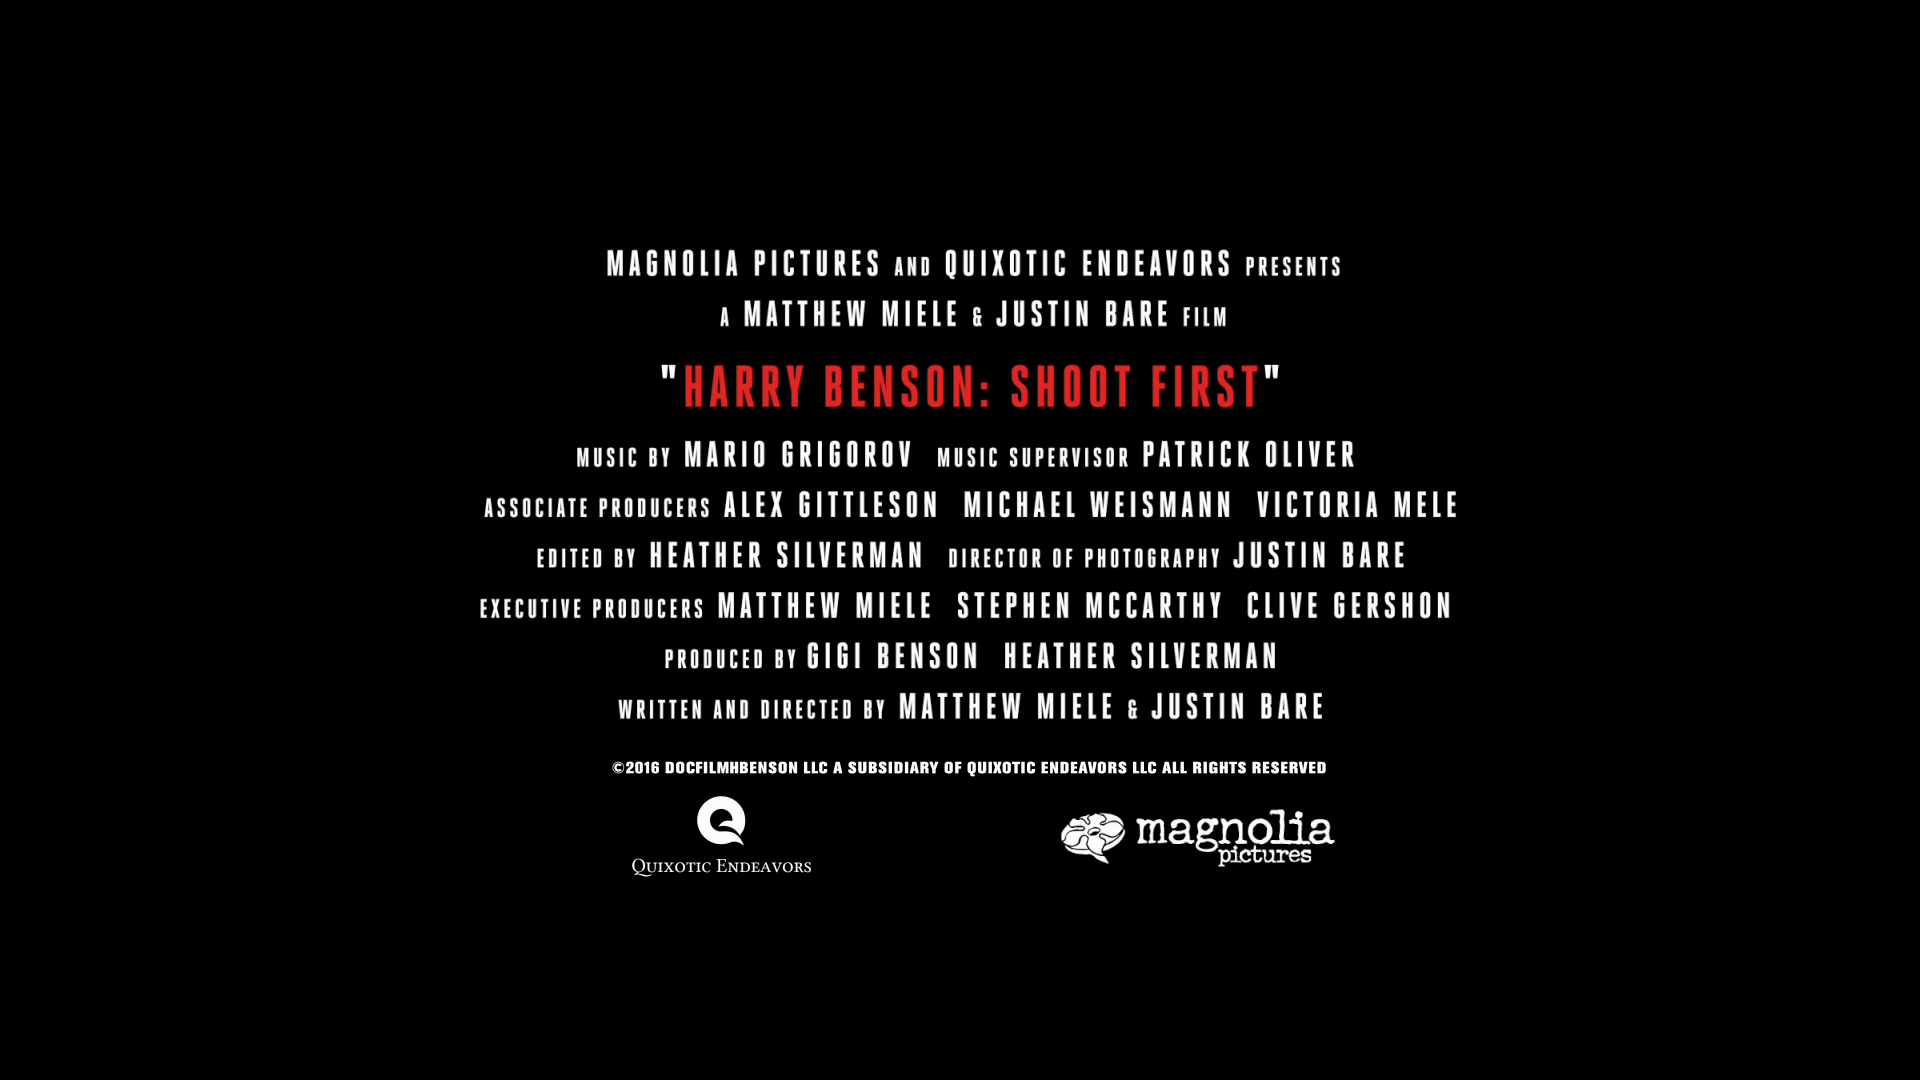 MAGNOLIA PICTURES AND QUIXOTIC ENDEAVORS PRESENTS
A MATTHEW MIELE & JUSTIN BARE FILM
"HARRY BENSON: SHOOT FIRST"
MUSIC BY MARIO GRIGOROV MUSIC SUPERVISOR PATRICK OLIVER
ASSOCIATE PRODUCERS ALEX GITTLESON MICHAEL WEISMANN VICTORIA MELE
EDITED BY HEATHER SILVERMAN DIRECTOR OF PHOTOGRAPHY JUSTIN BARE
EXECUTIVE PRODUCERS MATTHEW MIELE STEPHEN MCCARTHY CLIVE GERSHON
PRODUCED BY GIGI BENSON HEATHER SILVERMAN
WRITTEN AND DIRECTED BY MATTHEW MIELE & JUSTIN BARE
©2016 DOCFILMHBENSON LLC A SUBSIDIARY OF QUIXOTIC ENDEAVORS LLC ALL RIGHTS RESERVED
Q
QUIXOTIC ENDEAVORS
magnolia
pictures